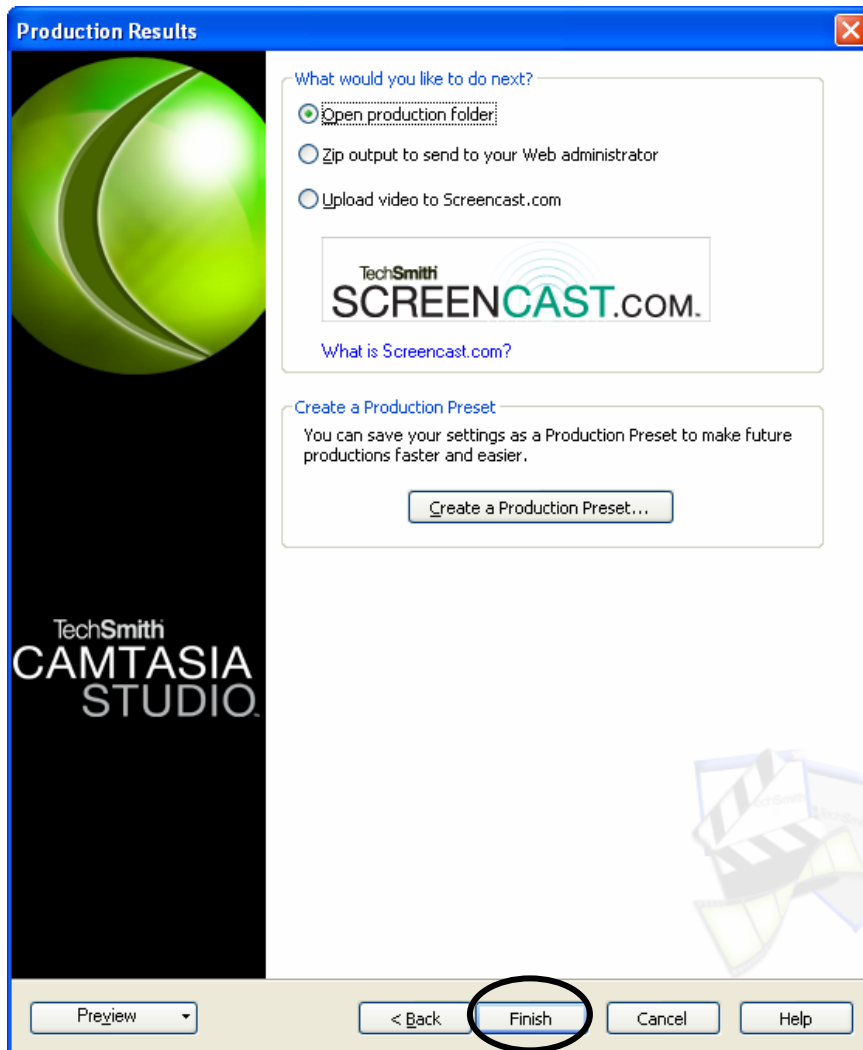 Production Results
What would you like to do next?
Open production folder
Zip output to send to your Web administrator
Upload video to Screencast.com
TechSmith
SCREENCAST.COM.
What is Screencast.com?
Create a Production Preset
You can save your settings as a Production Preset to make future
productions faster and easier.
Create a Production Preset...
TechSmith
CAMTASIA
STUDIO
Preview
< Back
Finish
Cancel
Help